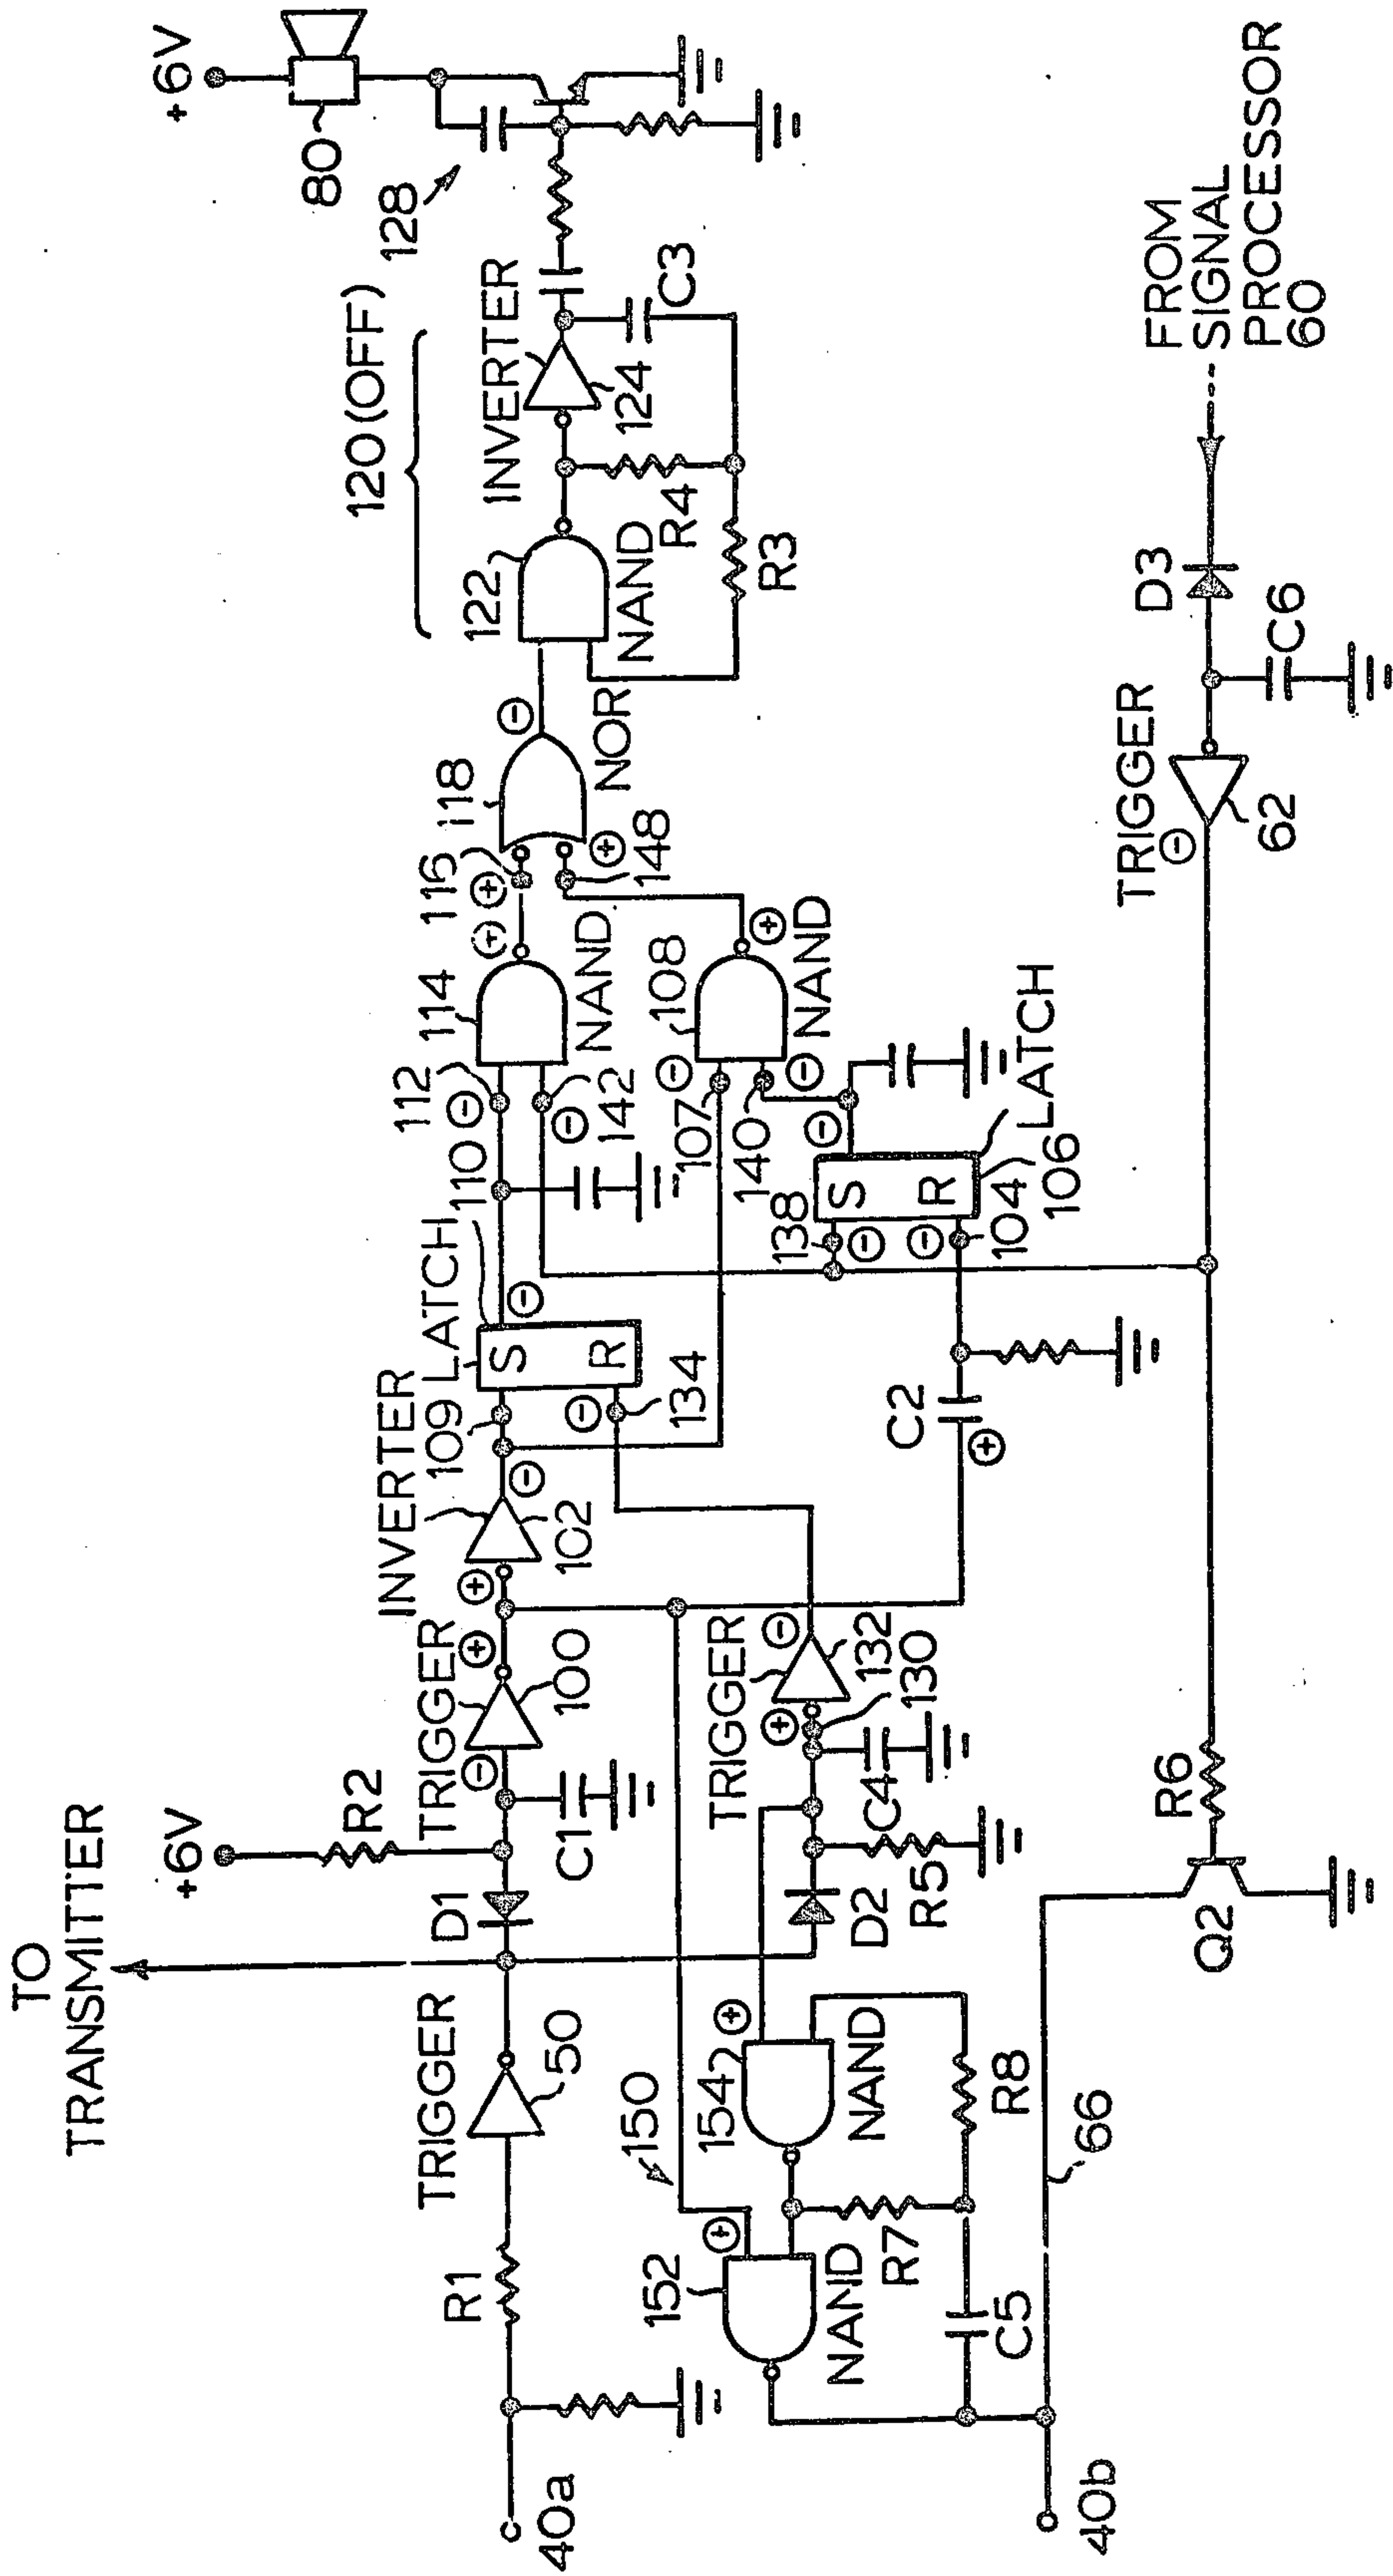 TO
TRANSMITTER
+6V
R2
D1
C1
TRIGGER
50
R1
40a
TRIGGER
100
INVERTER
102
109
LATCH
S
R
134
110
112
142
142
114
NAND
116
118
NOR
148
108
NAND
107
140
138
S
R
LATCH
104
106
C2
122
NAND
120 (OFF)
INVERTER
124
R4
R3
C3
128
80
+6V
TRIGGER
132
130
C4
R5
D2
150
152
NAND
154
NAND
R7
R8
C5
66
40b
Q2
R6
TRIGGER
62
C6
D3
FROM
SIGNAL
PROCESSOR
60